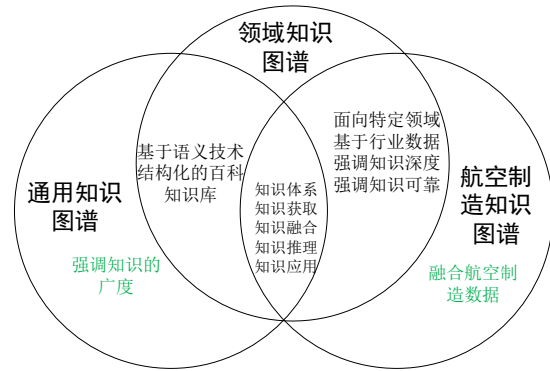 领域知识
图谱
面向特定领域
基于行业数据
强调知识深度
强调知识可靠
基于语义技术
结构化的百科
知识库
通用知识
图谱
知识体系
知识获取
知识融合
知识推理
知识应用
航空制
造知识
图谱
强调知识的
广度
融合航空制
造数据